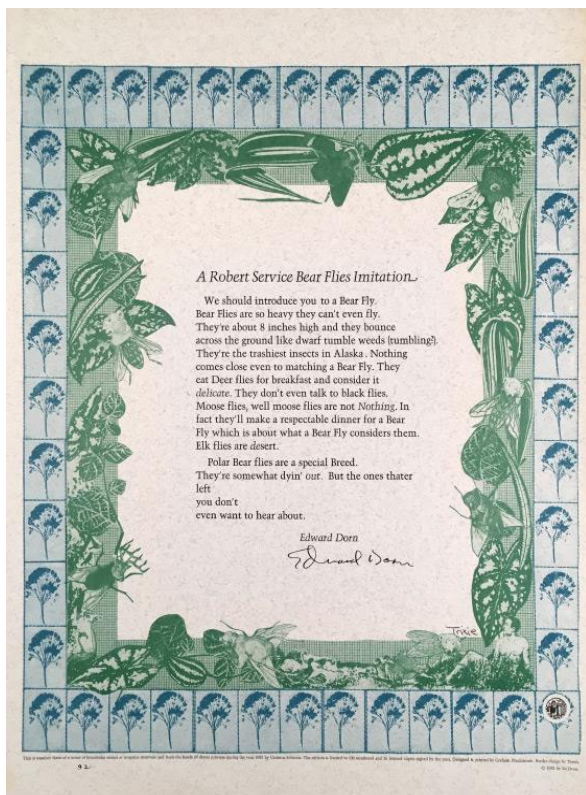 A Robert Service Bear Flies Imitation
We should introduce you to a Bear Fly.
Bear Flies are so heavy they can't even fly.
They're about 8 inches high and they bounce
across the ground like dwarf tumble weeds (tumbling?).
They're the trashiest insects in Alaska. Nothing
comes close even to matching a Bear Fly. They
eat Deer flies for breakfast and consider it
delicate. They don't even talk to black flies.
Moose flies, well moose flies are not Nothing. In
fact they'll make a respectable dinner for a Bear
Fly which is about what a Bear Fly considers them.
Elk flies are desert.
Polar Bear flies are a special Breed.
They're somewhat dyin' out. But the ones thater
left
you don't
even want to hear about.
Edward Dorn
Edward Dorn
Trixie